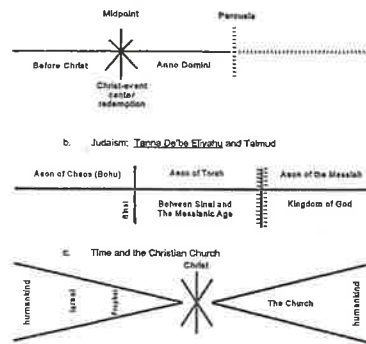 Midpoint
Parousia
Before Christ
Anno Domini
Christ-event
center
redemption
b. Judaism: Tanna De'be Eliyahu and Talmud
Aeon of Chaos (Bohu)
Aeon of Torah
Aeon of the Messiah
Sinai
Between Sinai and
The Messianic Age
Kingdom of God
c. Time and the Christian Church
Christ
humankind
Israel
Prophet
The Church
humankind